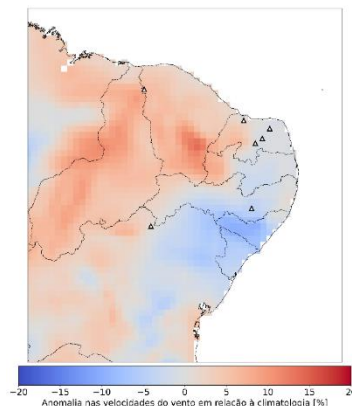 −20 −15 −10 −5 0 5 10 15 20
Anomalia nas velocidades do vento em relação à climatologia [%]